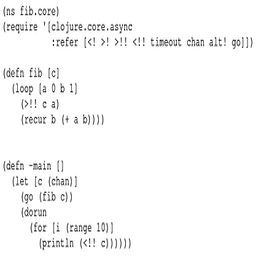 (ns fib.core)
(require '[clojure.core.async
:refer [<! >! >!! <!! timeout chan alt! go]])
(defn fib [c]
(loop [a 0 b 1]
(>!! c a)
(recur b (+ a b))))
(defn -main []
(let [c (chan)]
(go (fib c))
(dorun
(for [i (range 10)]
(println (<!! c))))))